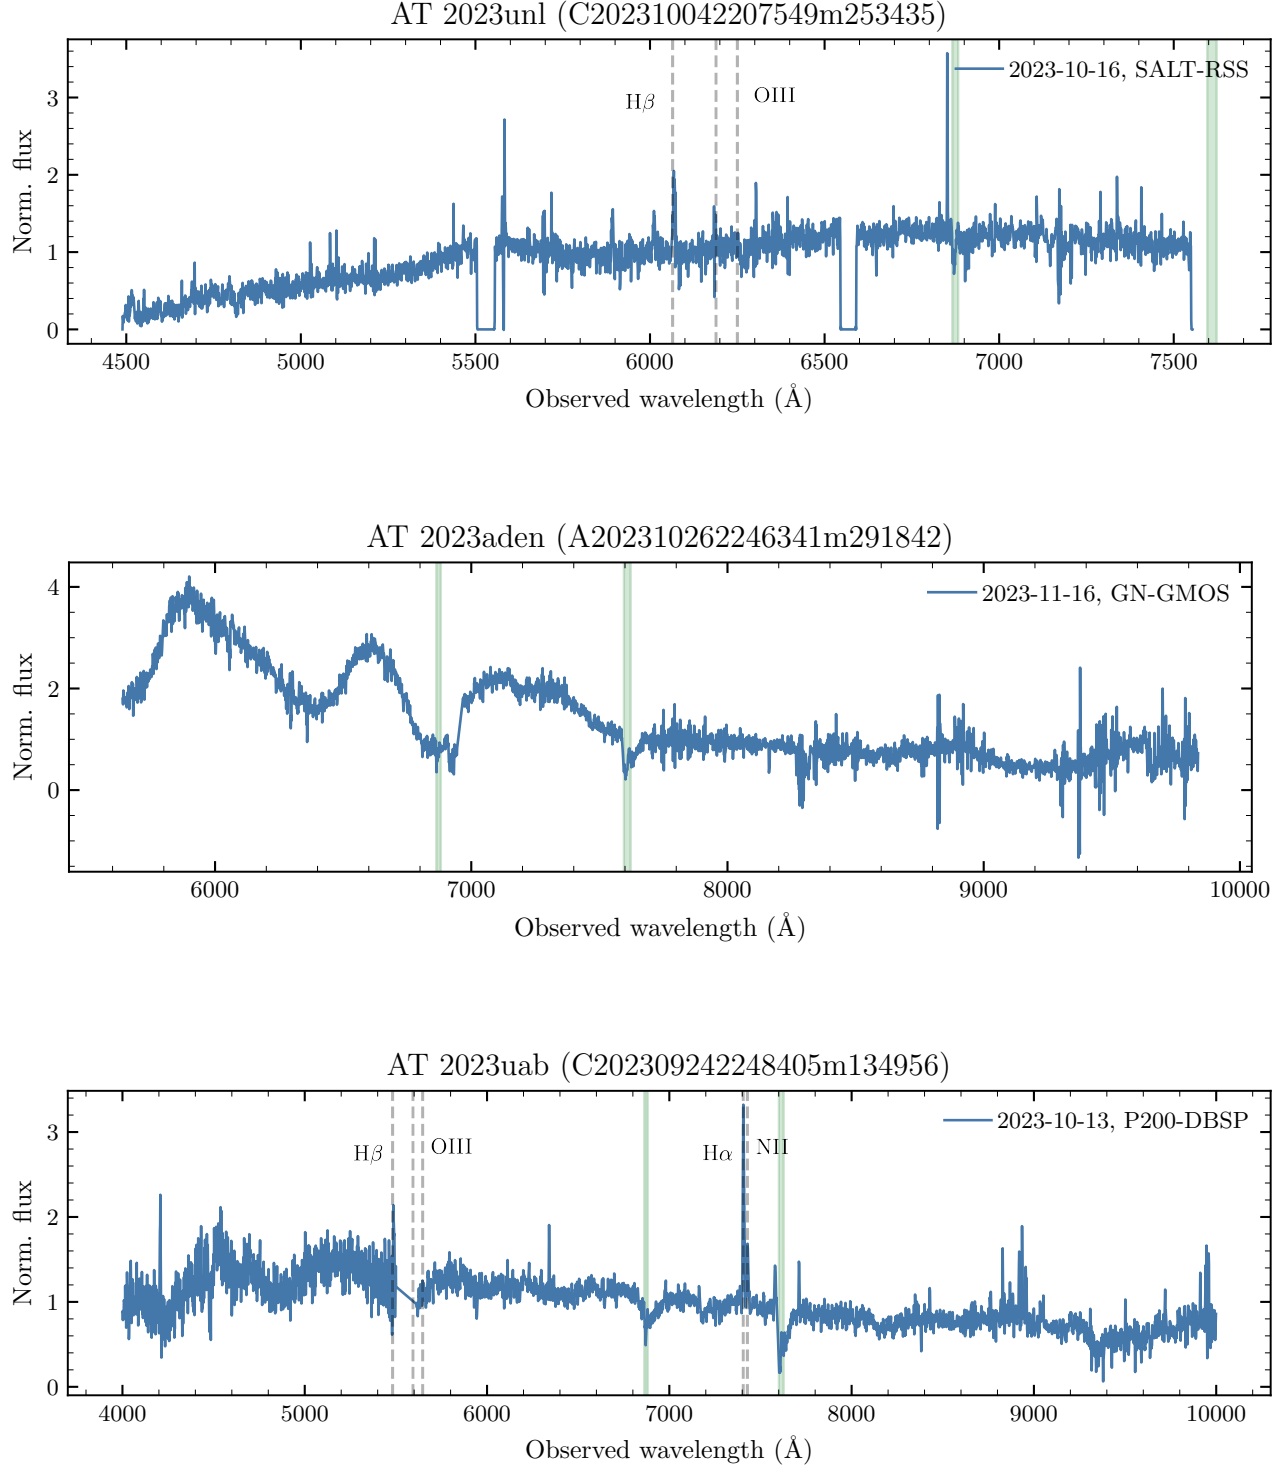 AT 2023unl (C202310042207549m253435)
2023-10-16, SALT-RSS
Hβ
OIII
Norm. flux
3
2
1
0
4500 5000 5500 6000 6500 7000 7500
Observed wavelength (Å)
AT 2023aden (A202310262246341m291842)
2023-11-16, GN-GMOS
Norm. flux
4
2
0
6000 7000 8000 9000 10000
Observed wavelength (Å)
AT 2023uab (C202309242248405m134956)
2023-10-13, P200-DBSP
Hβ
OIII
Hα
NII
Norm. flux
3
2
1
0
4000 5000 6000 7000 8000 9000 10000
Observed wavelength (Å)